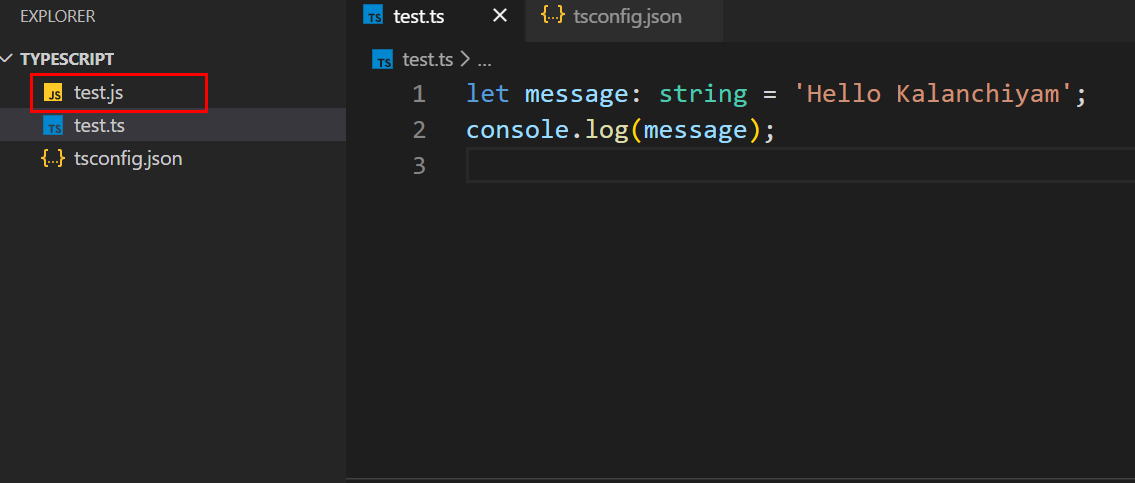 EXPLORER
TYPESCRIPT
JS test.js
TS test.ts
{...} tsconfig.json
TS test.ts × {...} tsconfig.json
TS test.ts > ...
1 let message: string = 'Hello Kalanchiyam';
2 console.log(message);
3